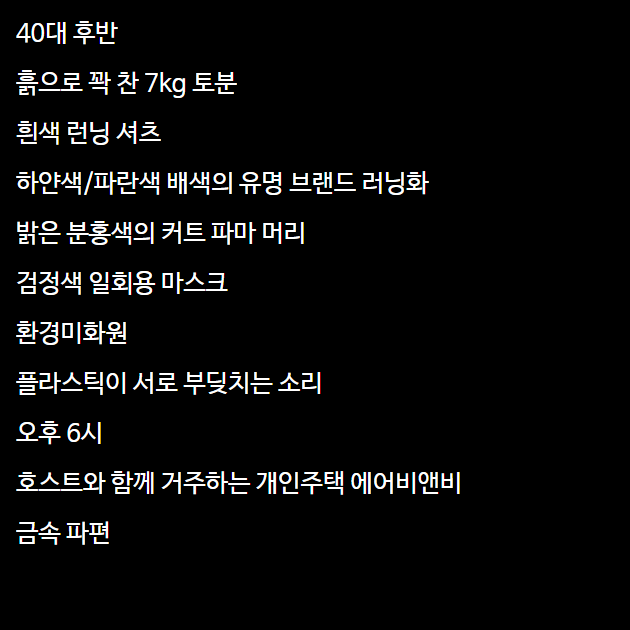 40대 후반
흙으로 꽉 찬 7kg 토분
흰색 런닝 셔츠
하얀색/파란색 배색의 유명 브랜드 러닝화
밝은 분홍색의 커트 파마 머리
검정색 일회용 마스크
환경미화원
플라스틱이 서로 부딪치는 소리
오후 6시
호스트와 함께 거주하는 개인주택 에어비앤비
금속 파편